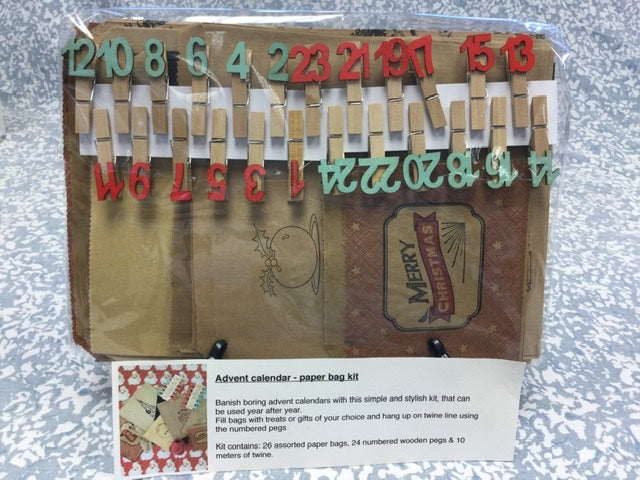 12 10 8 6 4 2 23 21 19 17 15 13
11 9 7 5 3 1 24 22 20 18 16 14
MERRY
CHRISTMAS
Advent calendar - paper bag kit
Banish boring advent calendars with this simple and stylish kit, that can
be used year after year.
Fill bags with treats or gifts of your choice and hang up on twine line using
the numbered pegs
Kit contains: 26 assorted paper bags, 24 numbered wooden pegs & 10
meters of twine.